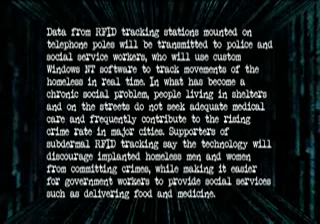 Data from RFID tracking stations mounted on
telephone poles will be transmitted to police and
social service workers, who will use custom
Windows NT software to track movements of the
homeless in real time. In what has become a
chronic social problem, people living in shelters
and on the streets do not seek adequate medical
care and frequently contribute to the rising
crime rate in major cities. Supporters of
subdermal RFID tracking say the technology will
discourage implanted homeless men and women
from committing crimes, while making it easier
for government workers to provide social services
such as delivering food and medicine.